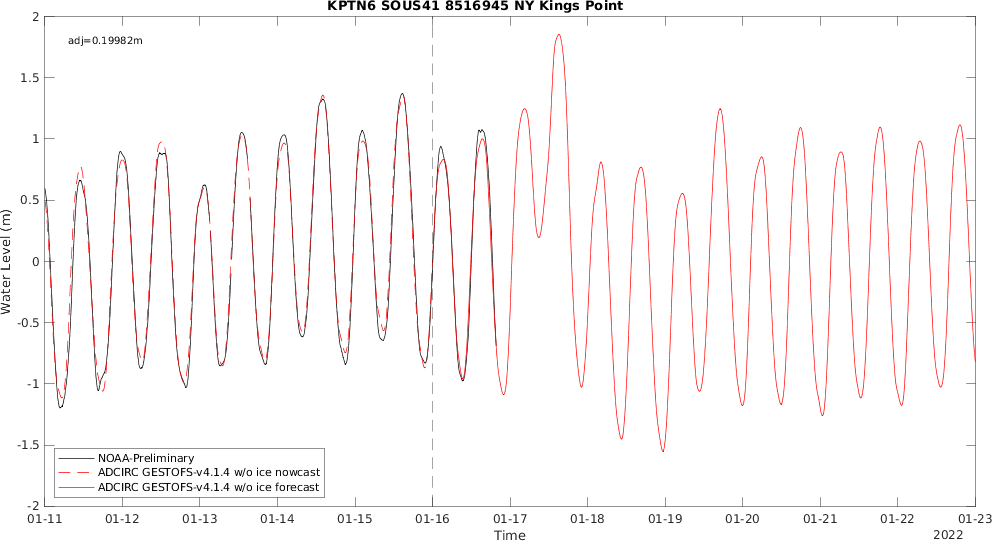 KPTN6 SOUS41 8516945 NY Kings Point
adj=0.19982m
2
1.5
1
0.5
0
-0.5
-1
-1.5
-2
Water Level (m)
NOAA-Preliminary
ADCIRC GESTOFS-v4.1.4 w/o ice nowcast
ADCIRC GESTOFS-v4.1.4 w/o ice forecast
01-11 01-12 01-13 01-14 01-15 01-16 01-17 01-18 01-19 01-20 01-21 01-22 01-23
Time
2022